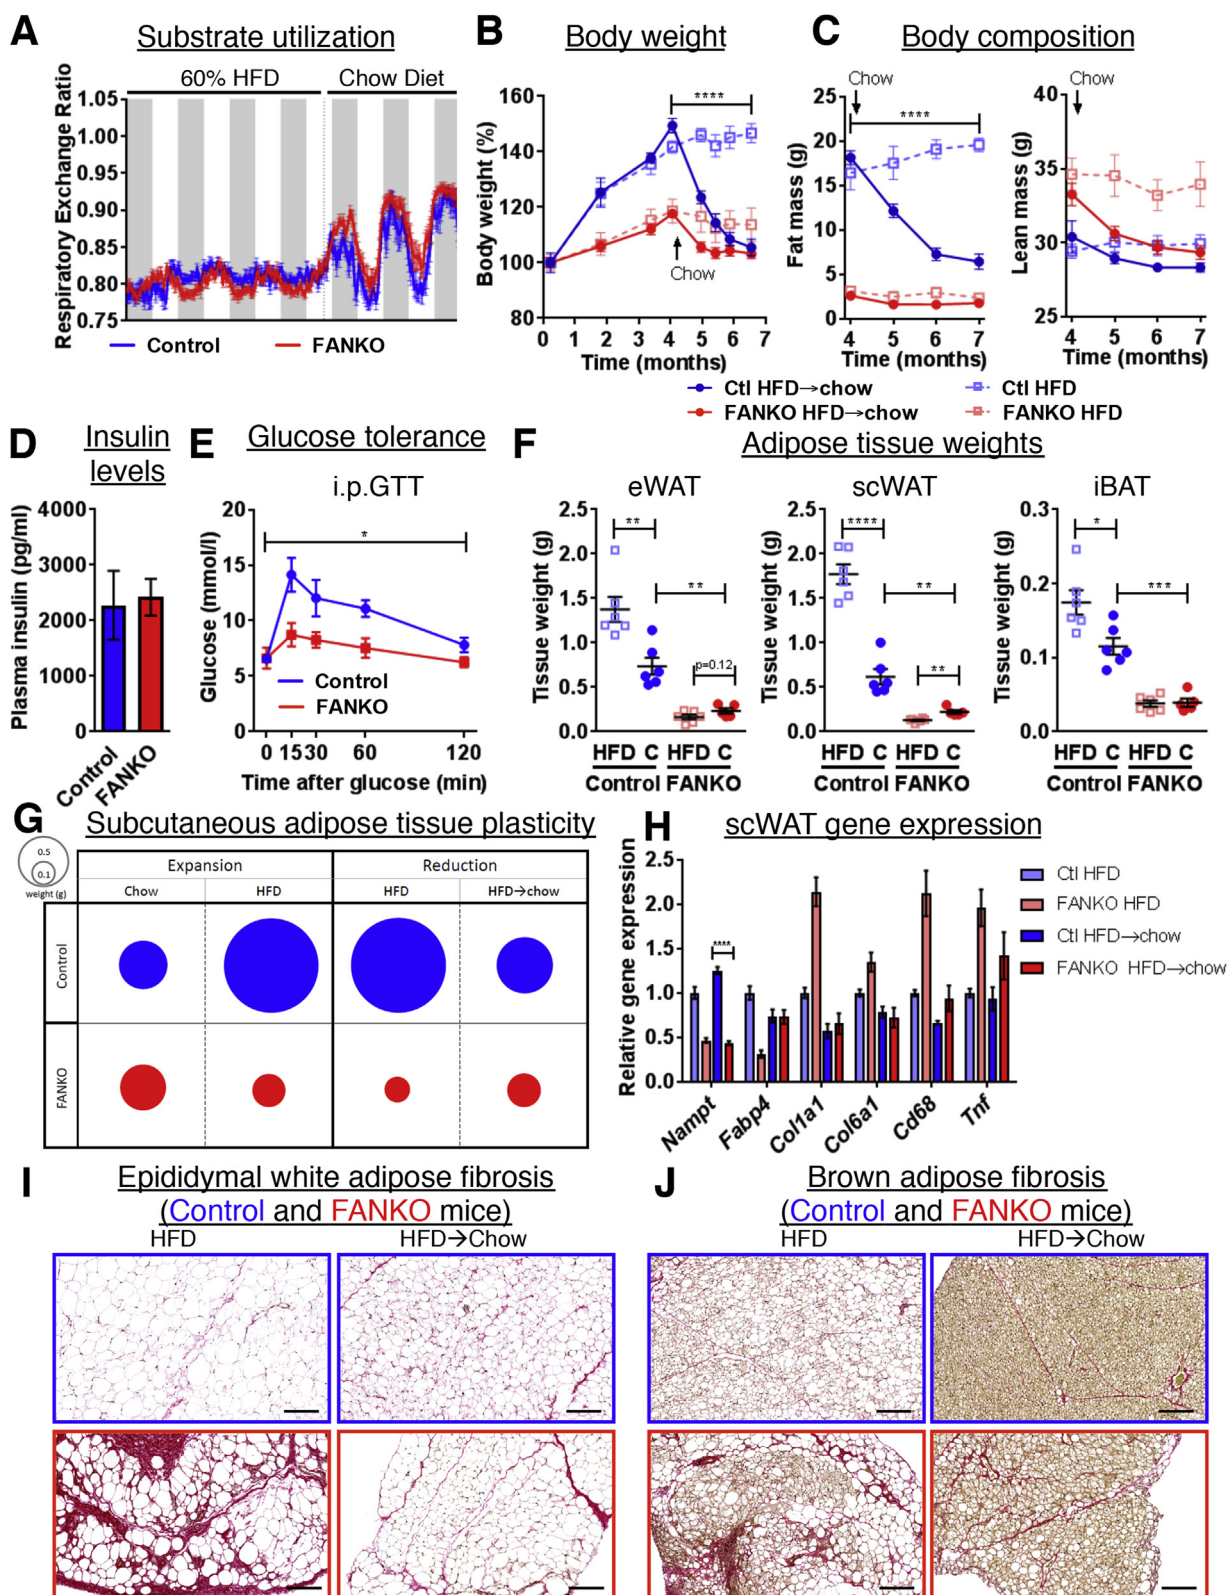 A
Substrate utilization
60% HFD
Chow Diet
Respiratory Exchange Ratio
1.05
1.00
0.95
0.90
0.85
0.80
0.75
Control
FANKO
B
Body weight
Body weight (%)
160
140
120
100
80
****
Chow
0 1 2 3 4 5 6 7
Time (months)
C
Body composition
Chow
Fat mass (g)
25
20
15
10
5
0
****
4 5 6 7
Time (months)
Chow
Lean mass (g)
40
35
30
25
4 5 6 7
Time (months)
Ctl HFD→chow
Ctl HFD
FANKO HFD→chow
FANKO HFD
D
Insulin
levels
Plasma insulin (pg/ml)
4000
3000
2000
1000
0
Control
FANKO
E
Glucose tolerance
i.p.GTT
Glucose (mmol/l)
20
15
10
5
0
*
Control
FANKO
0 15 30 60 120
Time after glucose (min)
F
Adipose tissue weights
eWAT
Tissue weight (g)
2.5
2.0
1.5
1.0
0.5
0.0
**
**
p=0.12
HFD C HFD C
Control FANKO
scWAT
Tissue weight (g)
2.5
2.0
1.5
1.0
0.5
0.0
****
**
**
HFD C HFD C
Control FANKO
iBAT
Tissue weight (g)
0.3
0.2
0.1
0.0
*
***
HFD C HFD C
Control FANKO
G
Subcutaneous adipose tissue plasticity
0.5
0.1
weight (g)
Expansion
Reduction
Chow
HFD
HFD
HFD→chow
Control
FANKO
H
scWAT gene expression
Relative gene expression
2.5
2.0
1.5
1.0
0.5
0.0
****
Nampt
Fabp4
Col1a1
Col6a1
Cd68
Tnf
Ctl HFD
FANKO HFD
Ctl HFD→chow
FANKO HFD→chow
I
Epididymal white adipose fibrosis
(Control and FANKO mice)
HFD
HFD→Chow
J
Brown adipose fibrosis
(Control and FANKO mice)
HFD
HFD→Chow